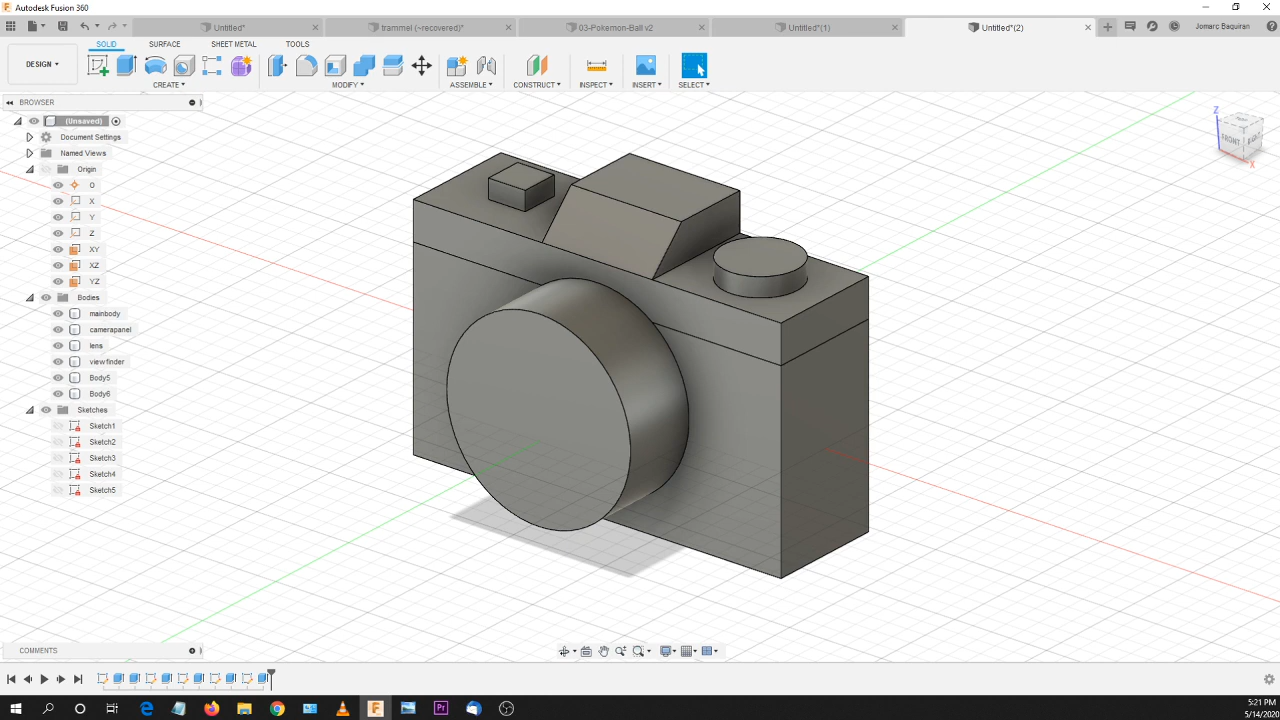 Autodesk Fusion 360
Untitled*
trammel (~recovered)*
03-Pokemon-Ball v2
Untitled*(1)
Untitled*(2)
Jomarc Baquiran
SOLID
SURFACE
SHEET METAL
TOOLS
DESIGN
CREATE
MODIFY
ASSEMBLE
CONSTRUCT
INSPECT
INSERT
SELECT
BROWSER
(Unsaved)
Document Settings
Named Views
Origin
O
X
Y
Z
XY
XZ
YZ
Bodies
mainbody
camerapanel
lens
viewfinder
Body5
Body6
Sketches
Sketch1
Sketch2
Sketch3
Sketch4
Sketch5
Z
FRONT
X
COMMENTS
5:21 PM
5/14/2020